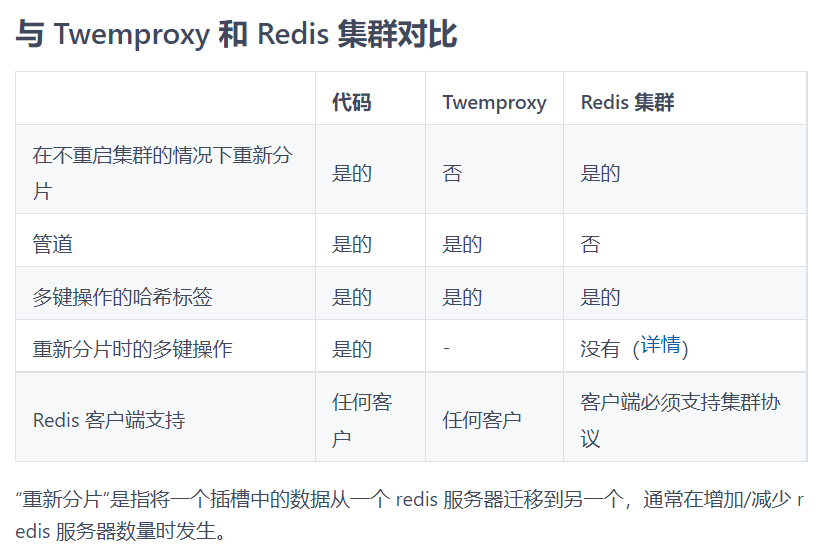 与 Twemproxy 和 Redis 集群对比
代码 Twemproxy Redis 集群
在不重启集群的情况下重新分
片 是的 否 是的
管道 是的 是的 否
多键操作的哈希标签 是的 是的 是的
重新分片时的多键操作 是的 - 没有（详情）
Redis 客户端支持 任何客
户 任何客户 客户端必须支持集群协
议
“重新分片”是指将一个插槽中的数据从一个 redis 服务器迁移到另一个，通常在增加/减少 r
edis 服务器数量时发生。